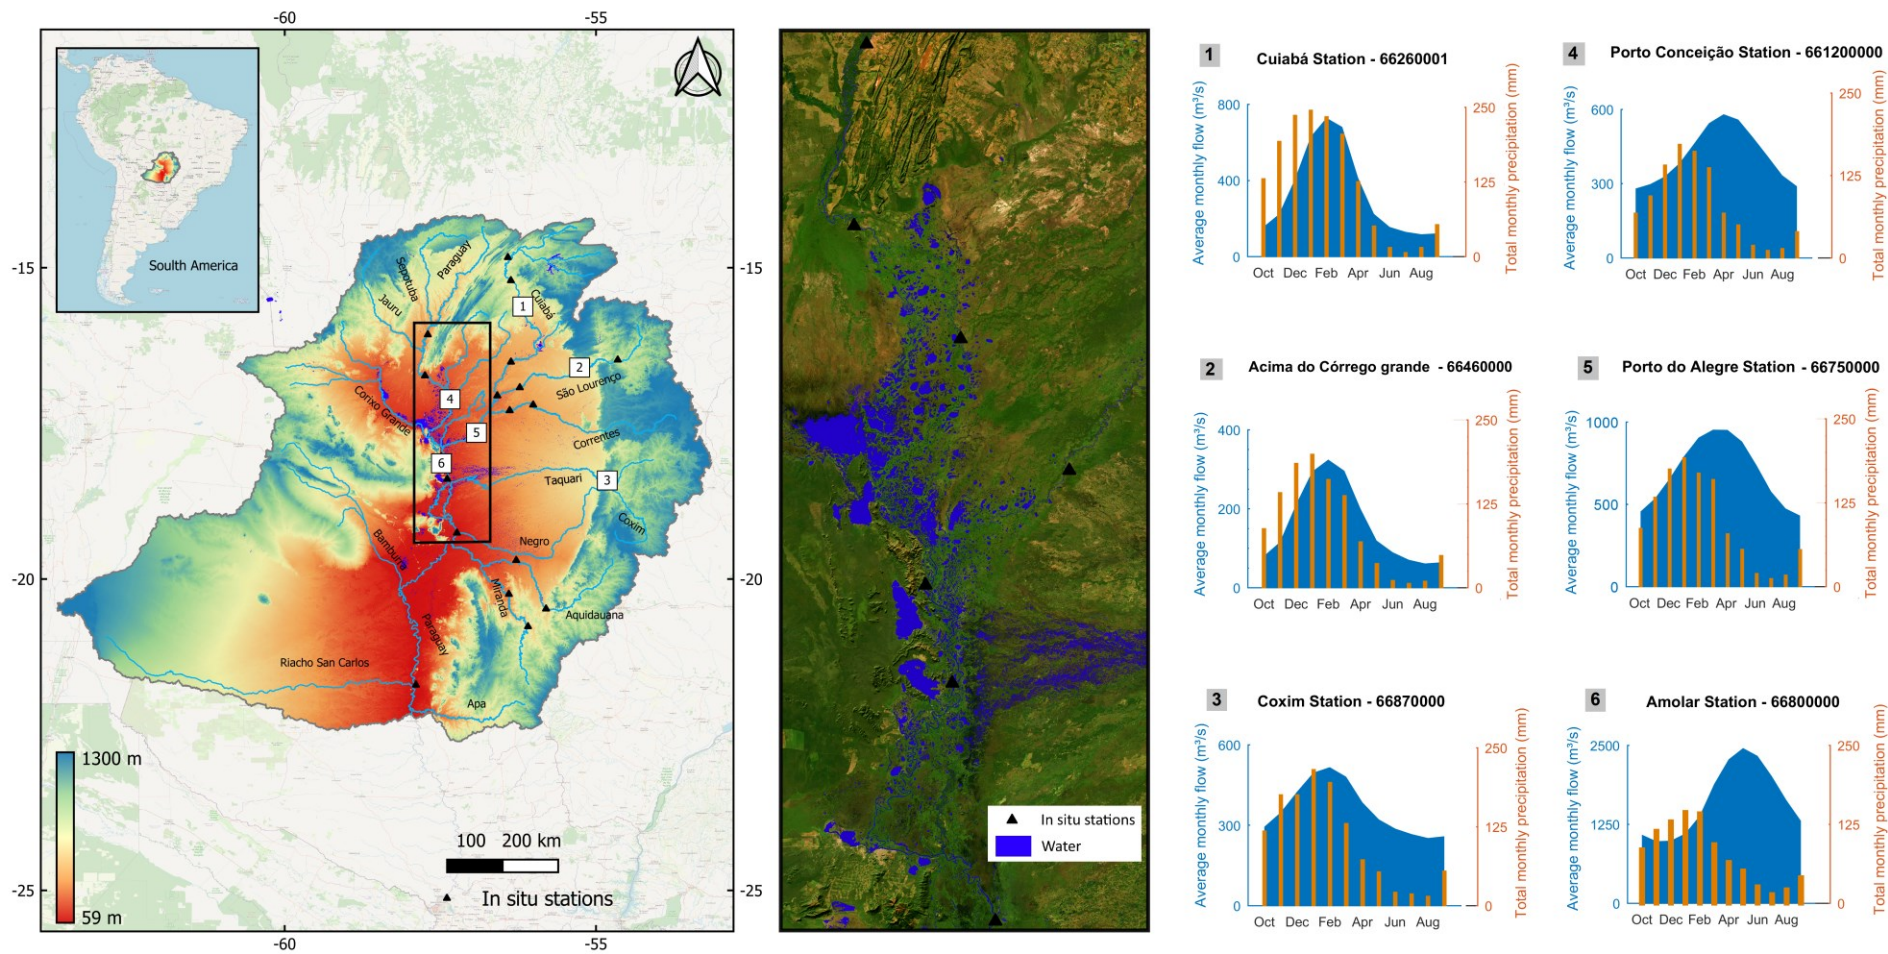 -60
-55
-15
-20
-25
-60
-55
-15
-20
-25
Soulth America
Sepotuba
Paraguay
Jauru
Cuiabá
1
2
São Lourenço
Corixo Grande
4
5
Correntes
6
Taquari
3
Coxim
Negro
Bamburra
Miranda
Aquidauana
Paraguay
Riacho San Carlos
Apa
1300 m
59 m
100 200 km
In situ stations
In situ stations
Water
1
Cuiabá Station - 66260001
Average monthly flow (m³/s)
800
400
0
Total monthly precipitation (mm)
250
125
0
Oct Dec Feb Apr Jun Aug
4
Porto Conceição Station - 661200000
Average monthly flow (m³/s)
600
300
0
Total monthly precipitation (mm)
250
125
0
Oct Dec Feb Apr Jun Aug
2
Acima do Córrego grande - 66460000
Average monthly flow (m³/s)
400
200
0
Total monthly precipitation (mm)
250
125
0
Oct Dec Feb Apr Jun Aug
5
Porto do Alegre Station - 66750000
Average monthly flow (m³/s)
1000
500
0
Total monthly precipitation (mm)
250
125
0
Oct Dec Feb Apr Jun Aug
3
Coxim Station - 66870000
Average monthly flow (m³/s)
600
300
0
Total monthly precipitation (mm)
250
125
0
Oct Dec Feb Apr Jun Aug
6
Amolar Station - 66800000
Average monthly flow (m³/s)
2500
1250
0
Total monthly precipitation (mm)
250
125
0
Oct Dec Feb Apr Jun Aug